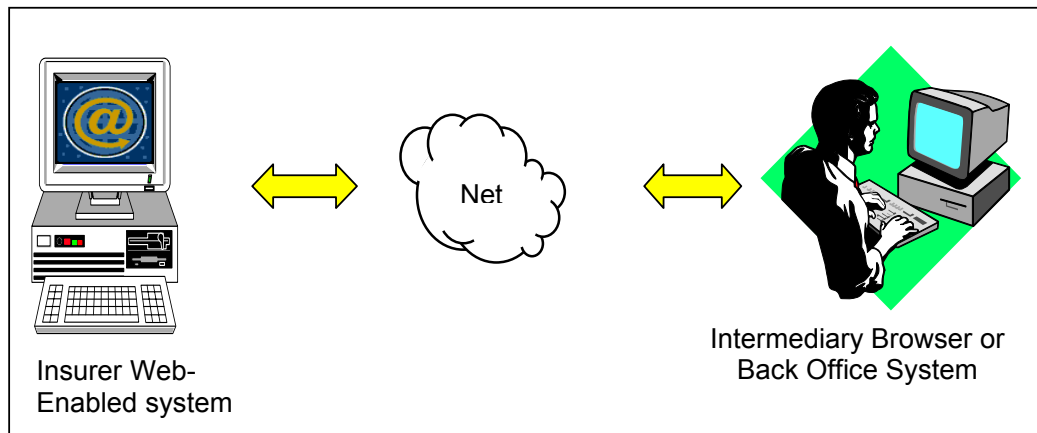 @
Net
Insurer Web-
Enabled system
Intermediary Browser or
Back Office System